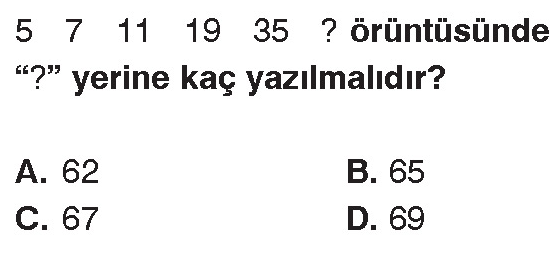 5 7 11 19 35 ? örüntüsünde
“?” yerine kaç yazılmalıdır?
A. 62 B. 65
C. 67 D. 69